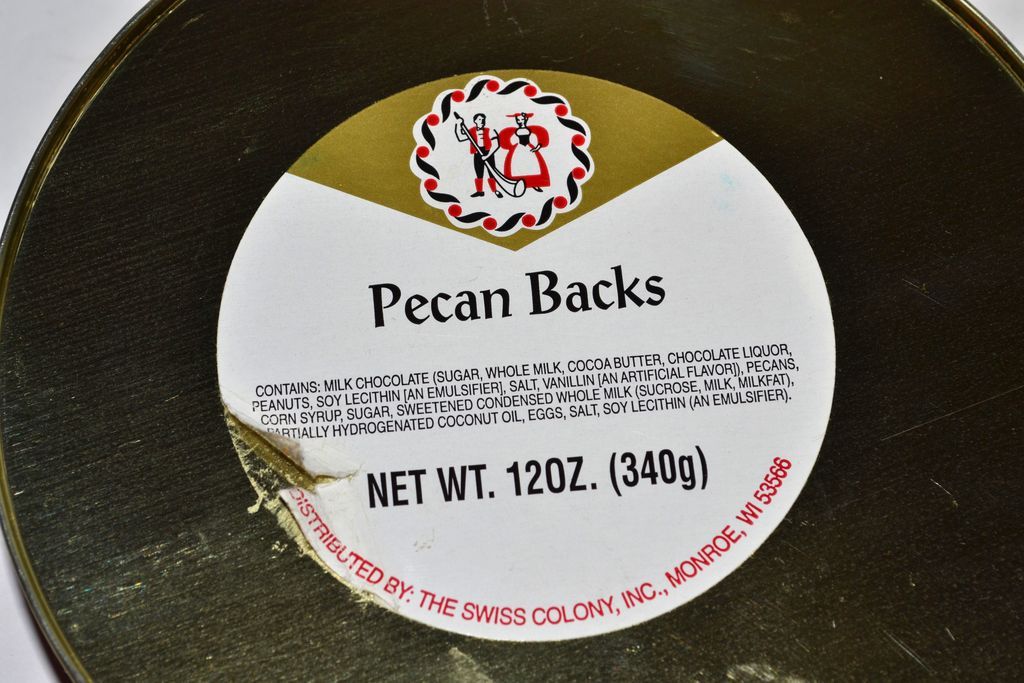 Pecan Backs
CONTAINS: MILK CHOCOLATE (SUGAR, WHOLE MILK, COCOA BUTTER, CHOCOLATE LIQUOR,
PEANUTS, SOY LECITHIN [AN EMULSIFIER], SALT, VANILLIN [AN ARTIFICIAL FLAVOR]), PECANS,
CORN SYRUP, SUGAR, SWEETENED CONDENSED WHOLE MILK (SUCROSE, MILK, MILKFAT),
PARTIALLY HYDROGENATED COCONUT OIL, EGGS, SALT, SOY LECITHIN (AN EMULSIFIER).
NET WT. 12OZ. (340g)
DISTRIBUTED BY: THE SWISS COLONY, INC., MONROE, WI 53566